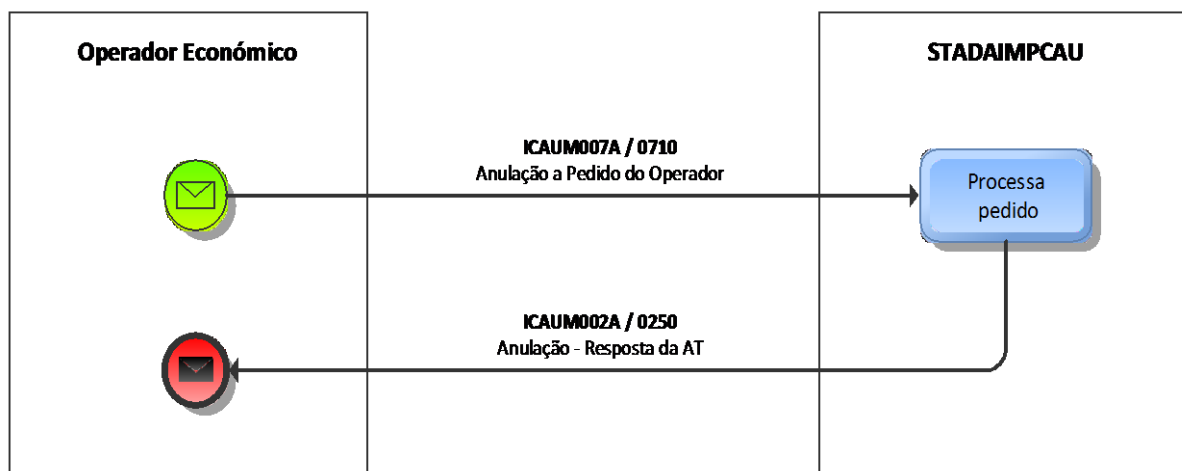 Operador Económico
STADAIMPCAU
ICAUM007A / 0710
Anulação a Pedido do Operador
Processa
pedido
ICAUM002A / 0250
Anulação - Resposta da AT